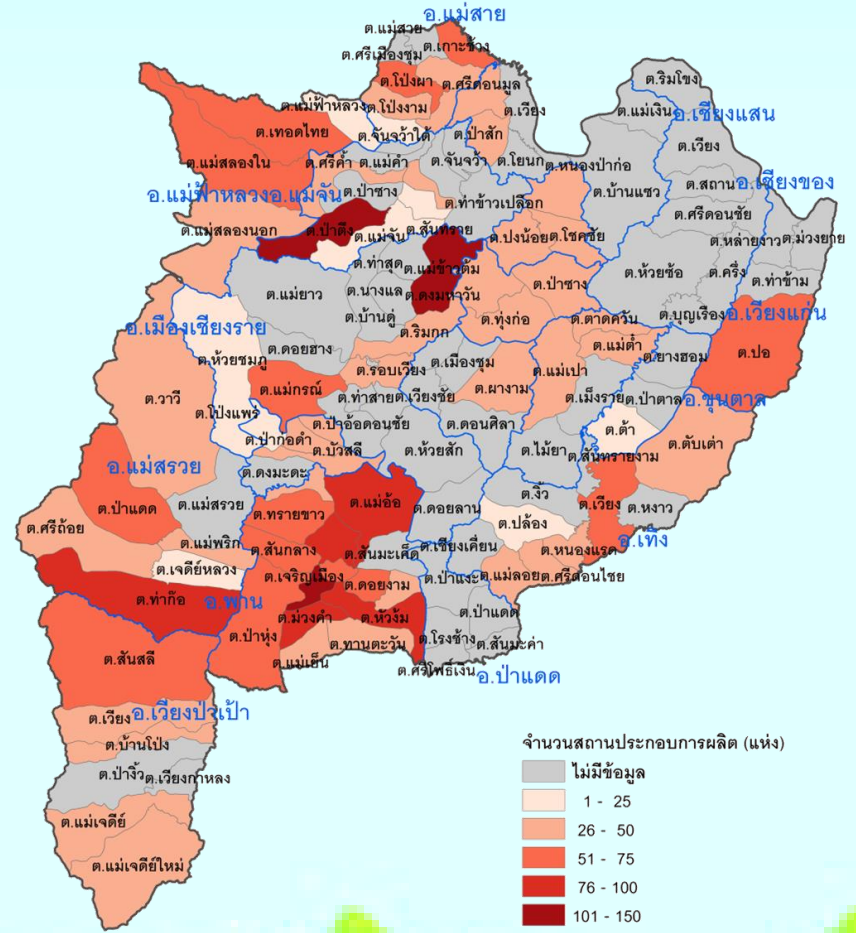 อ.แม่สาย
ต.แม่สาย
ต.เกาะช้าง
ต.ศรีเมืองชุม
ต.โป่งผา
ต.ศรีดอนมูล
ต.ริมโขง
ต.แม่ฟ้าหลวง
ต.โป่งงาม
ต.เวียง
ต.แม่เงิน
อ.เชียงแสน
ต.เทอดไทย
ต.จันจว้าใต้
ต.ป่าสัก
ต.เวียง
ต.แม่สลองใน
ต.ศรีค้ำ
ต.แม่คำ
ต.จันจว้า
ต.โยนก
ต.หนองป่าก่อ
อ.แม่ฟ้าหลวง
อ.แม่จัน
ต.ป่าซาง
ต.ท่าข้าวเปลือก
ต.บ้านแซว
ต.สถาน
อ.เชียงของ
ต.ศรีดอนชัย
ต.แม่สลองนอก
ต.ป่าตึง
ต.แม่จัน
ต.สันทราย
ต.ปงน้อย
ต.โชคชัย
ต.หล่ายงาว
ต.ม่วงยาย
ต.ท่าสุด
ต.แม่ข้าวต้ม
ต.ห้วยซ้อ
ต.ครึ่ง
ต.ท่าข้าม
ต.แม่ยาว
ต.นางแล
ต.ดงมหาวัน
ต.ป่าซาง
อ.เมืองเชียงราย
ต.บ้านดู่
ต.ริมกก
ต.ทุ่งก่อ
ต.ตาดควัน
ต.บุญเรือง
อ.เวียงแก่น
ต.ห้วยชมภู
ต.ดอยฮาง
ต.รอบเวียง
ต.เมืองชุม
ต.แม่เปา
ต.แม่ต๋ำ
ต.ยางฮอม
ต.ปอ
ต.วาวี
ต.แม่กรณ์
ต.ท่าสาย
ต.เวียงชัย
ต.ผางาม
ต.เม็งราย
ต.ป่าตาล
อ.ขุนตาล
ต.โป่งแพร่
ต.ป่าอ้อดอนชัย
ต.ดอนศิลา
ต.ต้า
ต.ป่าก่อดำ
ต.บัวสลี
ต.ห้วยสัก
ต.ไม้ยา
ต.สันทรายงาม
ต.ตับเต่า
อ.แม่สรวย
ต.ดงมะดะ
ต.ป่าแดด
ต.แม่สรวย
ต.ทรายขาว
ต.แม่อ้อ
ต.ดอยลาน
ต.งิ้ว
ต.เวียง
ต.หงาว
ต.ศรีถ้อย
ต.แม่พริก
ต.สันกลาง
ต.สันมะเค็ด
ต.เชียงเคี่ยน
ต.ปล้อง
ต.หนองแรด
อ.เทิง
ต.เจดีย์หลวง
ต.เจริญเมือง
ต.ดอยงาม
ต.ป่าแงะ
ต.แม่ลอย
ต.ศรีดอนไชย
ต.ท่าก๊อ
อ.พาน
ต.ม่วงคำ
ต.หัวง้ม
ต.ป่าแดด
ต.สันสลี
ต.ป่าหุ่ง
ต.แม่เย็น
ต.ทานตะวัน
ต.โรงช้าง
ต.สันมะค่า
ต.ศรีโพธิ์เงิน
อ.ป่าแดด
ต.เวียง
อ.เวียงป่าเป้า
ต.บ้านโป่ง
ต.ป่างิ้ว
ต.เวียงกาหลง
ต.แม่เจดีย์
ต.แม่เจดีย์ใหม่
จำนวนสถานประกอบการผลิต (แห่ง)
ไม่มีข้อมูล
1 - 25
26 - 50
51 - 75
76 - 100
101 - 150